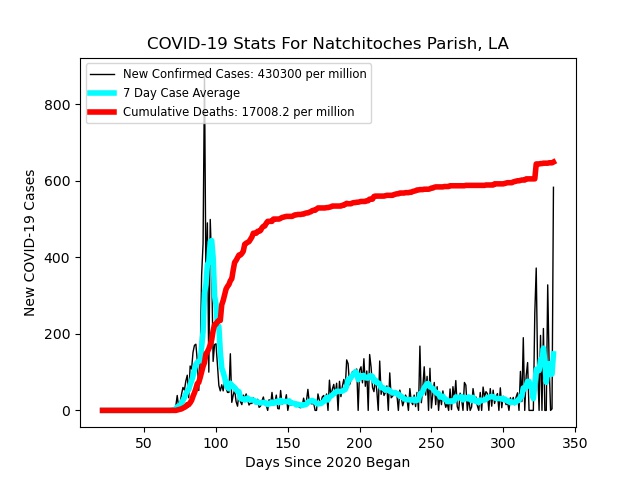 COVID-19 Stats For Natchitoches Parish, LA
New Confirmed Cases: 430300 per million
7 Day Case Average
Cumulative Deaths: 17008.2 per million
New COVID-19 Cases
800
600
400
200
0
50 100 150 200 250 300 350
Days Since 2020 Began